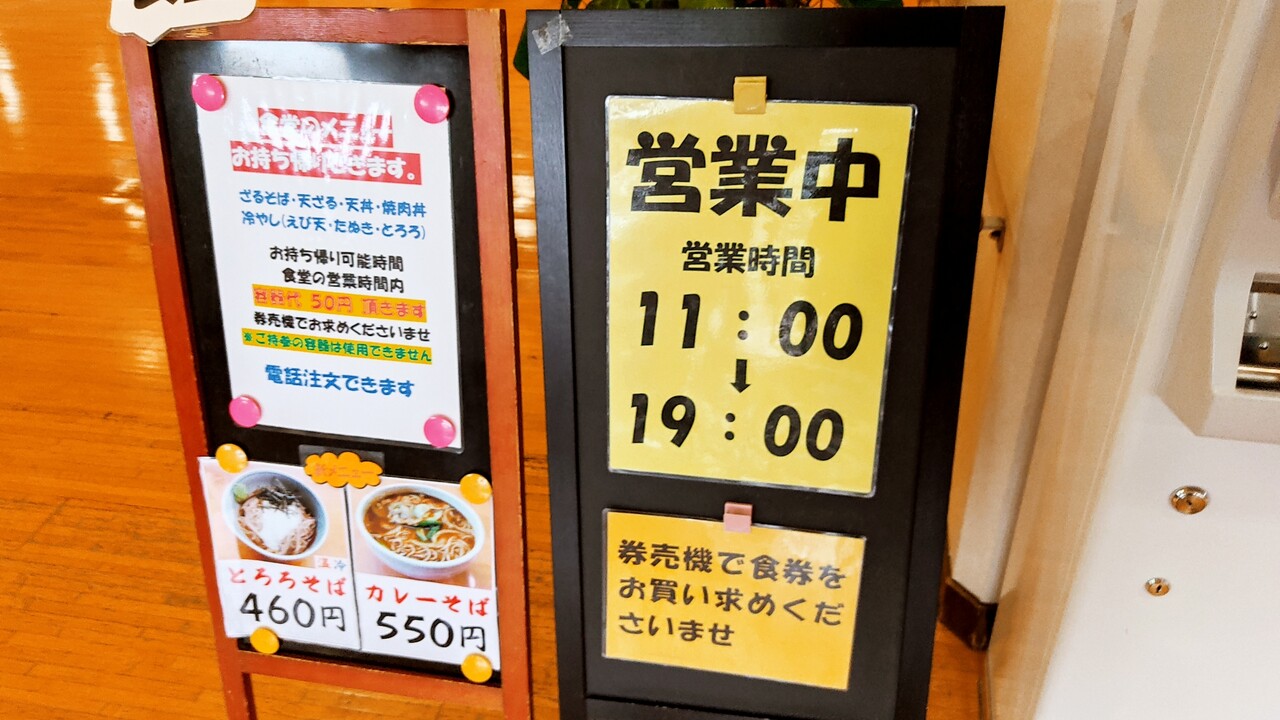 食堂のメニュー
お持ち帰りできます。
ざるそば・天ざる・天丼・焼肉丼
冷やし(えび天・たぬき・とろろ)
お持ち帰り可能時間
食堂の営業時間内
容器代 50円 頂きます
券売機でお求めくださいませ
※ご持参の容器は使用できません
電話注文できます
冷
とろろそば
460円
カレーそば
550円
営業中
営業時間
11:00
↓
19:00
券売機で食券を
お買い求めくだ
さいませ